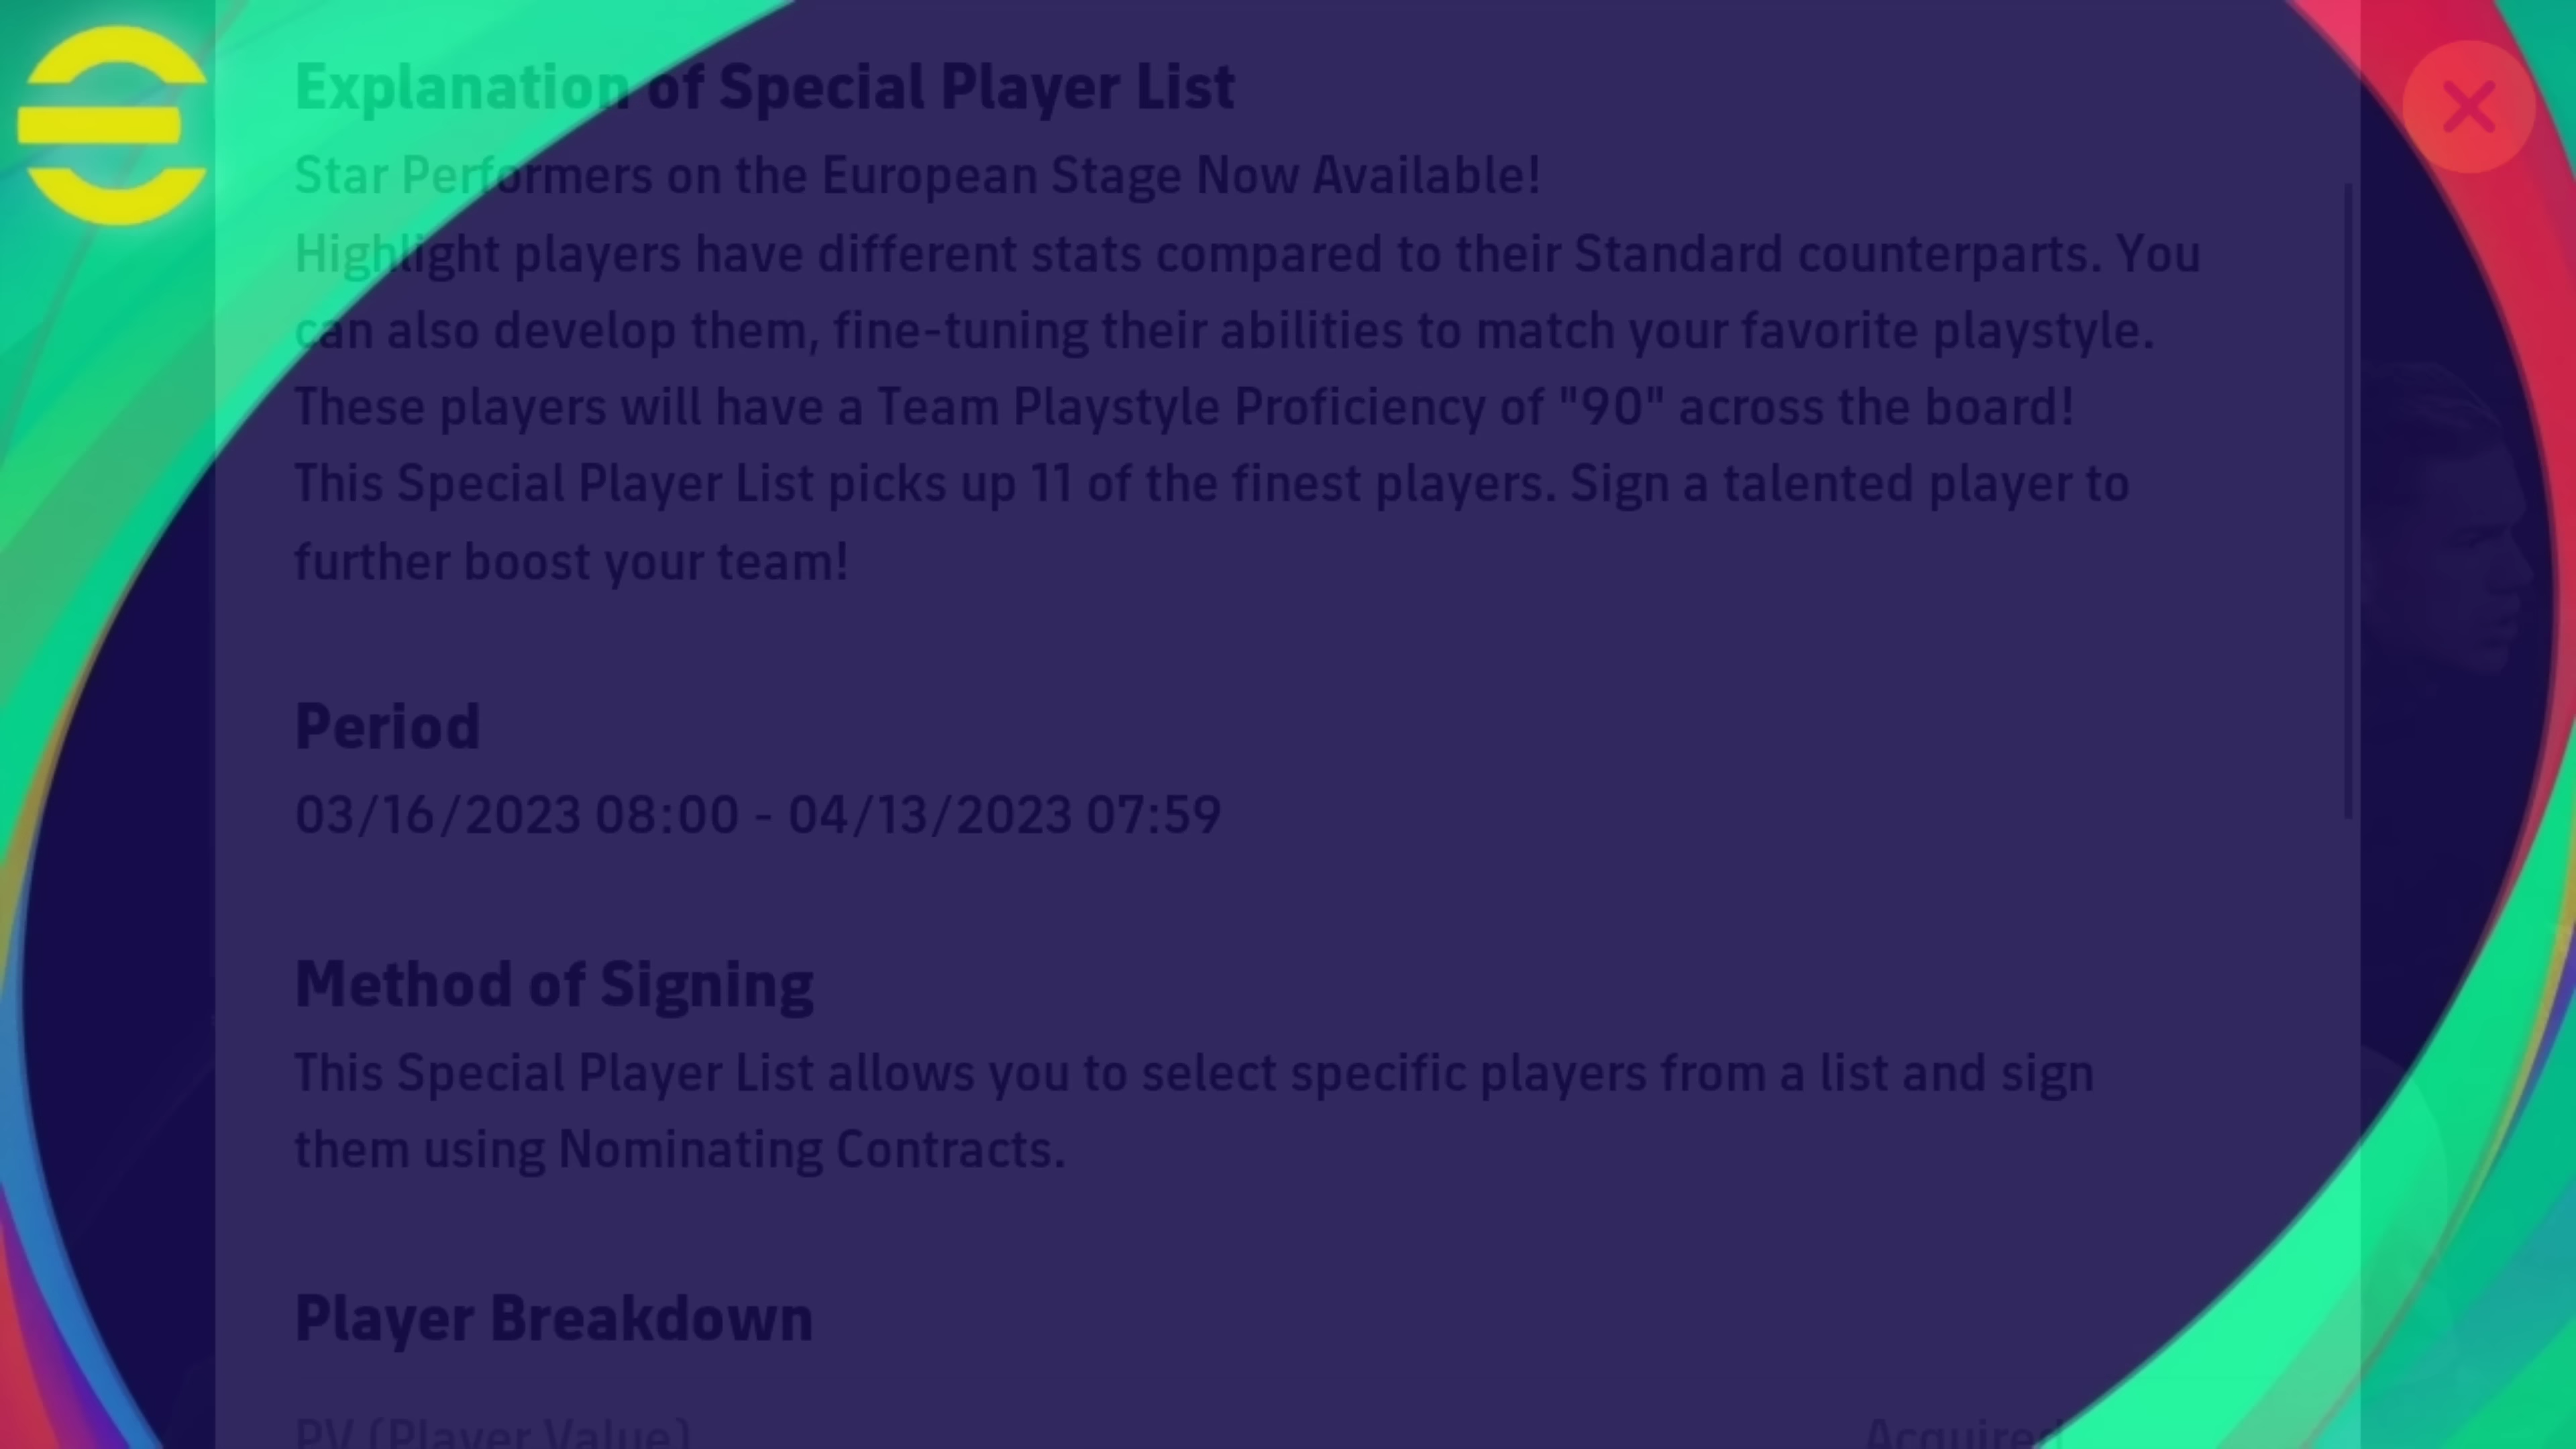 Explanation of Special Player List
Star Performers on the European Stage Now Available!
Highlight players have different stats compared to their Standard counterparts. You
can also develop them, fine-tuning their abilities to match your favorite playstyle.
These players will have a Team Playstyle Proficiency of "90" across the board!
This Special Player List picks up 11 of the finest players. Sign a talented player to
further boost your team!
Period
03/16/2023 08:00 - 04/13/2023 07:59
Method of Signing
This Special Player List allows you to select specific players from a list and sign
them using Nominating Contracts.
Player Breakdown
PV (Player Value) Acquired